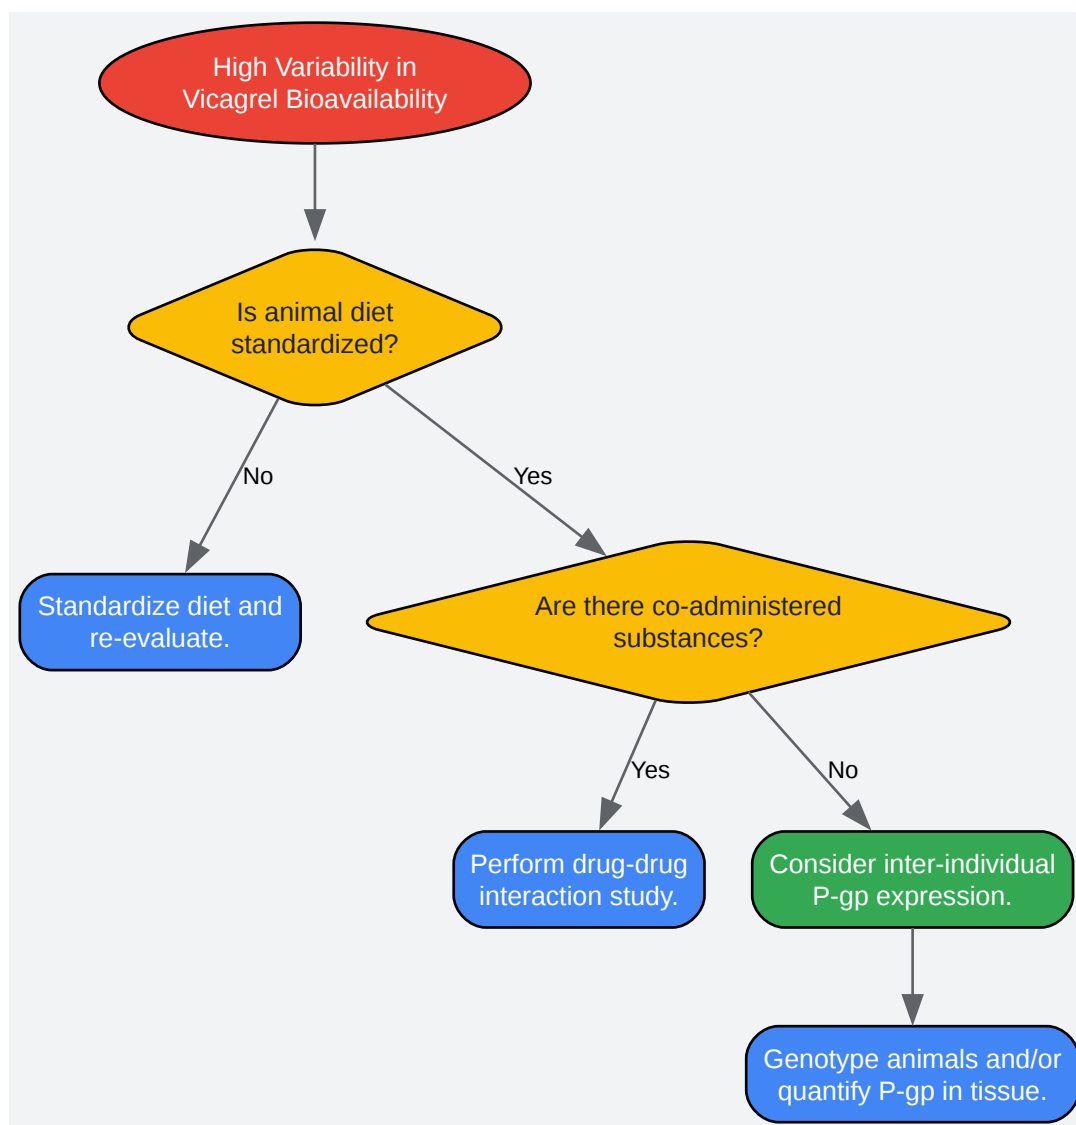 High Variability in
Vicagrel Bioavailability
Is animal diet
standardized?
No
Yes
Standardize diet and
re-evaluate.
Are there co-administered
substances?
Yes
No
Perform drug-drug
interaction study.
Consider inter-individual
P-gp expression.
Genotype animals and/or
quantify P-gp in tissue.